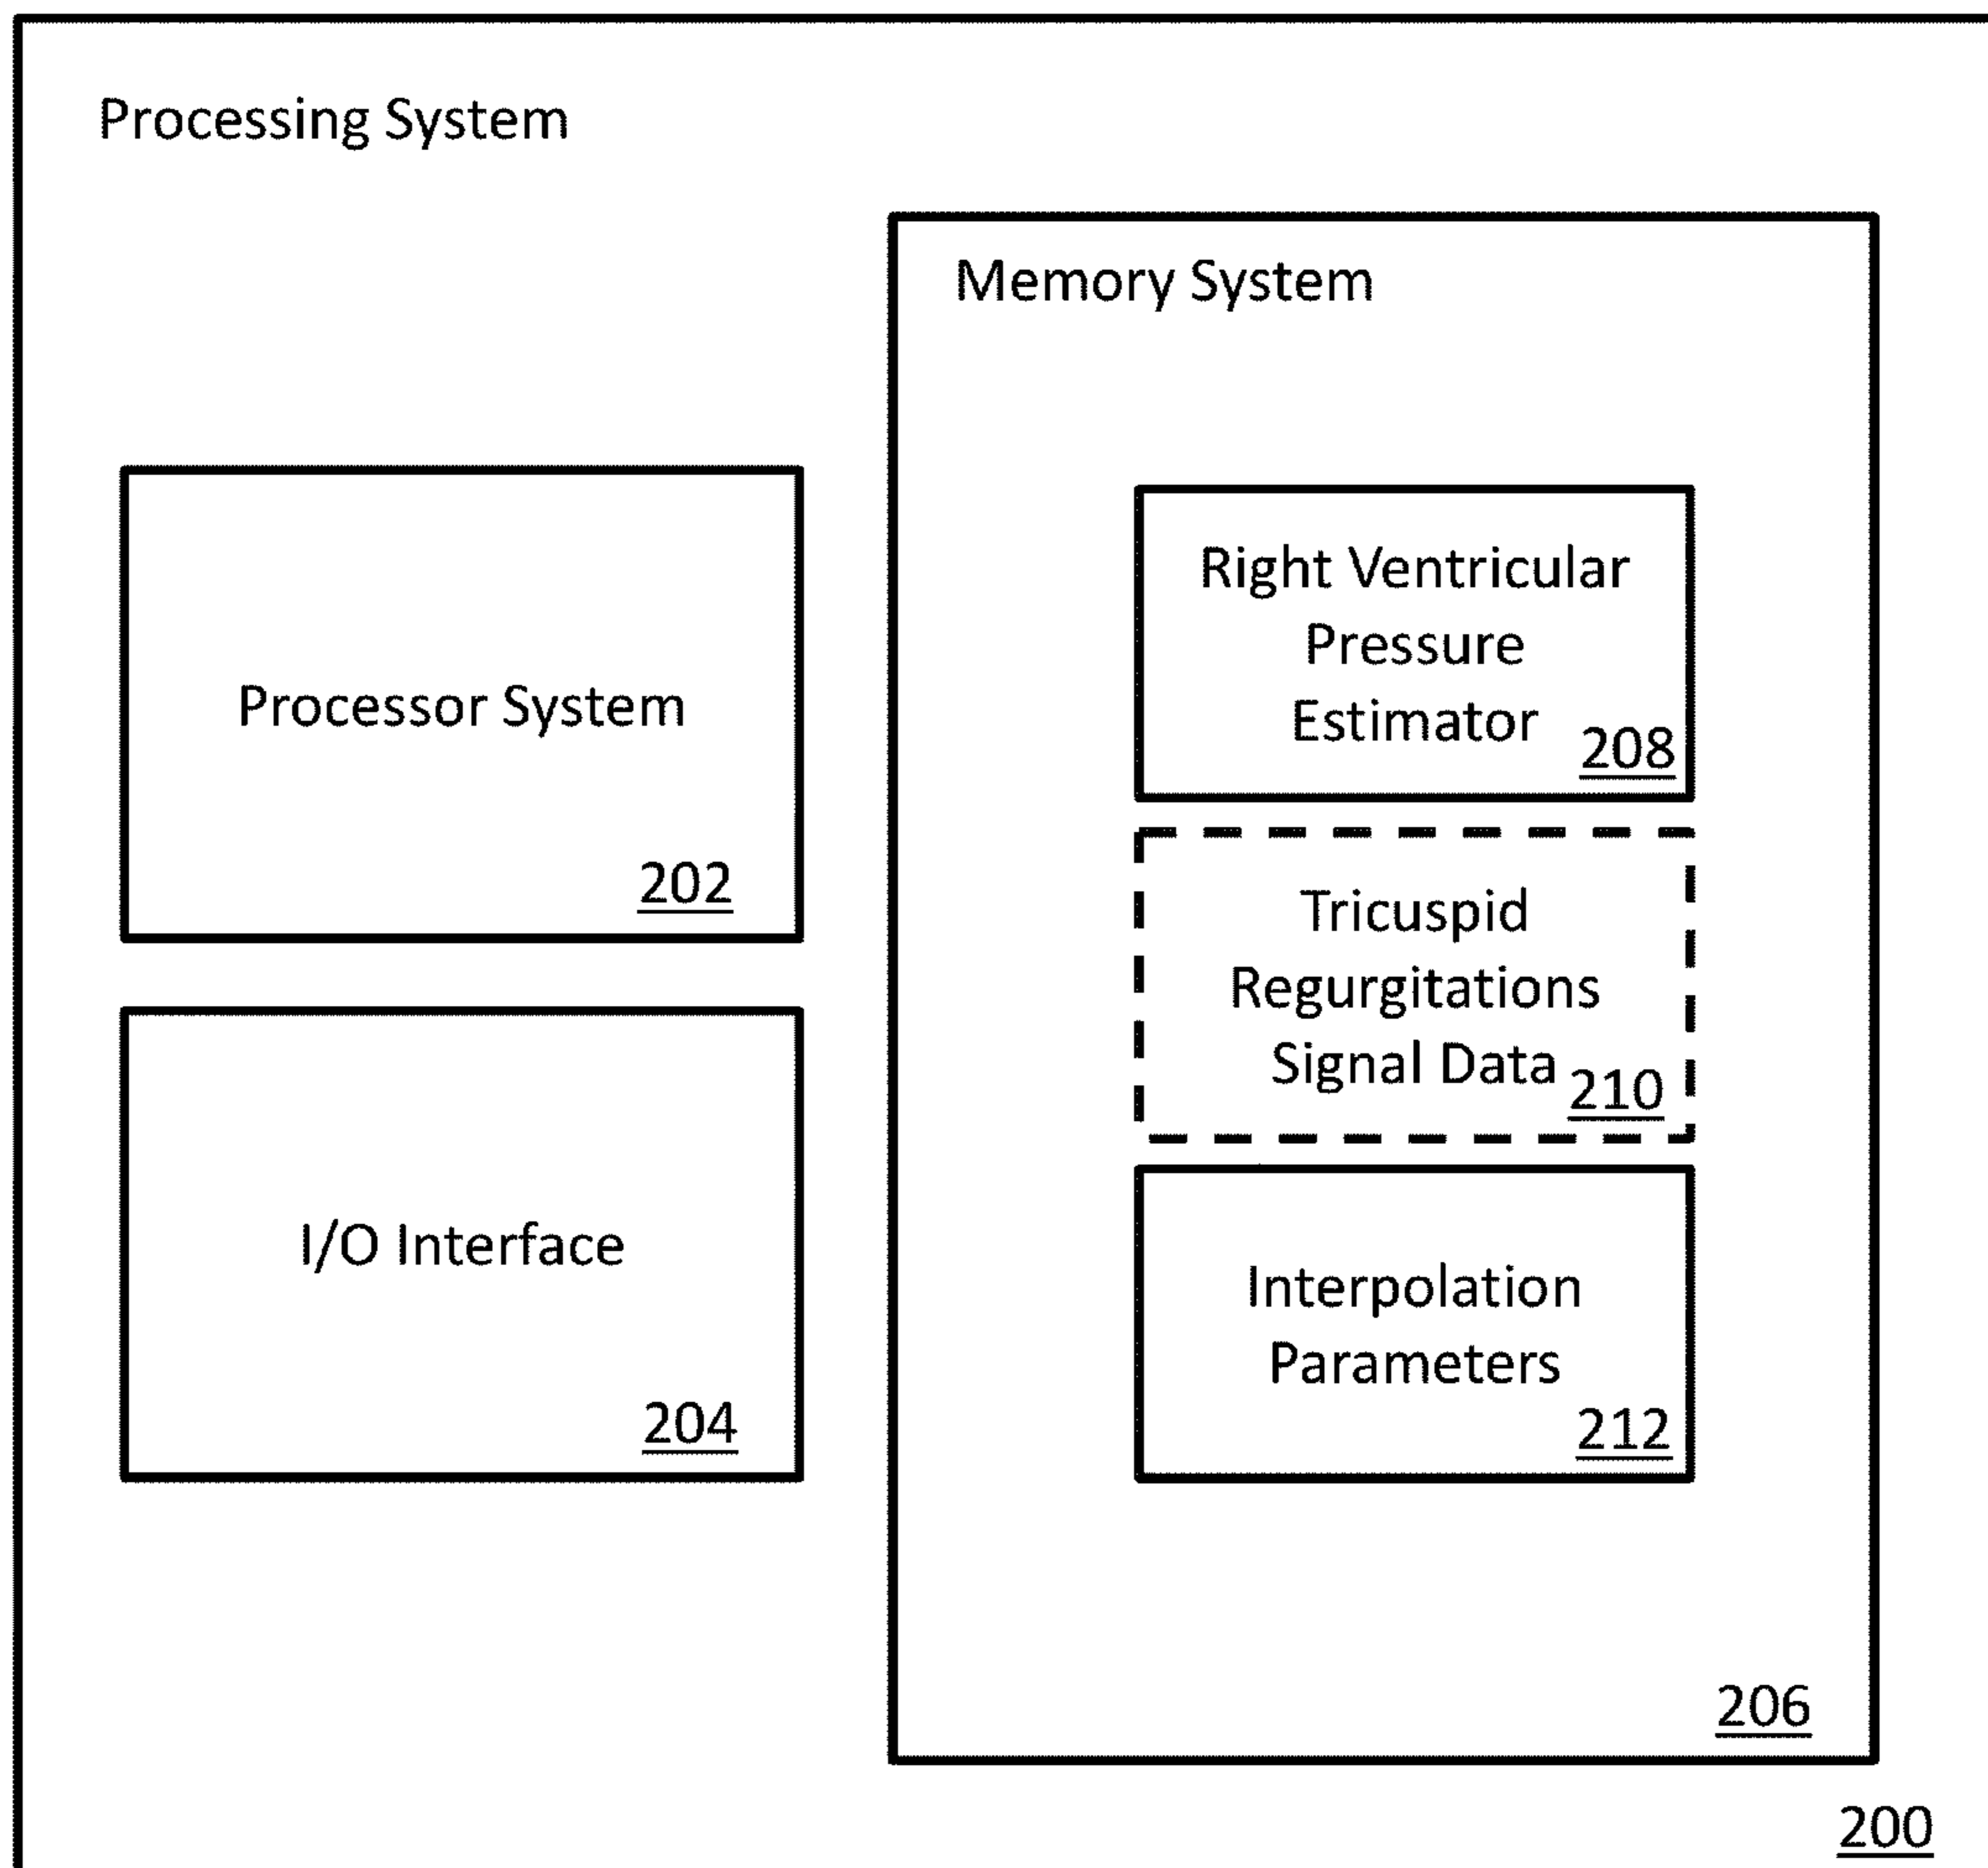 Processing System
Memory System
Right Ventricular
Pressure
Estimator
208
Processor System
202
Tricuspid
Regurgitations
Signal Data
210
I/O Interface
204
Interpolation
Parameters
212
206
200